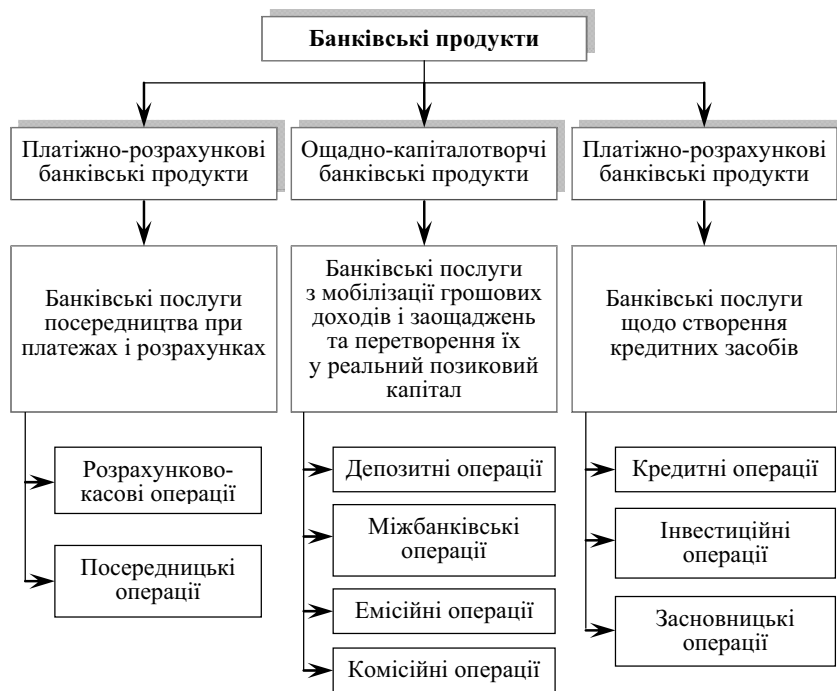 Банківські продукти
Платіжно-розрахункові
банківські продукти
Ощадно-капіталотворчі
банківські продукти
Платіжно-розрахункові
банківські продукти
Банківські послуги
посередництва при
платежах і розрахунках
Банківські послуги
з мобілізації грошових
доходів і заощаджень
та перетворення їх
у реальний позиковий
капітал
Банківські послуги
щодо створення
кредитних засобів
Розрахунково-
касові операції
Посередницькі
операції
Депозитні операції
Міжбанківські
операції
Емісійні операції
Комісійні операції
Кредитні операції
Інвестиційні
операції
Засновницькі
операції